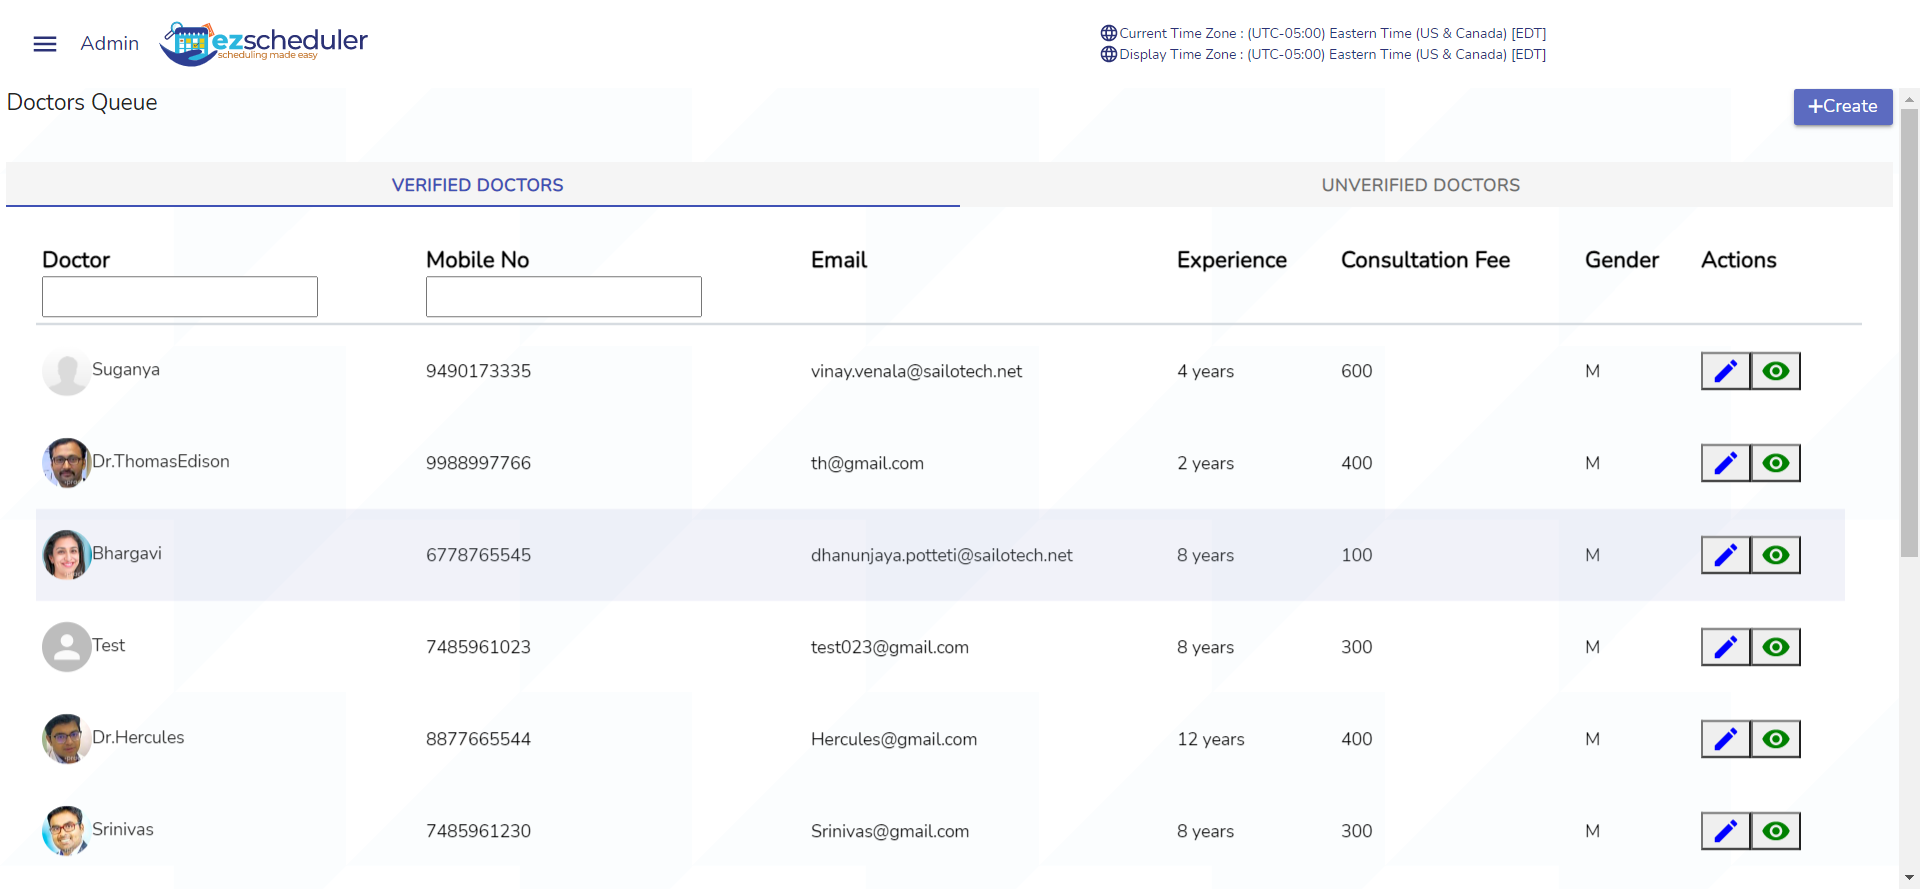 Admin
ezscheduler
scheduling made easy
Current Time Zone : (UTC-05:00) Eastern Time (US & Canada) [EDT]
Display Time Zone : (UTC-05:00) Eastern Time (US & Canada) [EDT]
Doctors Queue
+Create
VERIFIED DOCTORS UNVERIFIED DOCTORS
Doctor Mobile No Email Experience Consultation Fee Gender Actions
Suganya 9490173335 vinay.venala@sailotech.net 4 years 600 M
Dr.ThomasEdison 9988997766 th@gmail.com 2 years 400 M
Bhargavi 6778765545 dhanunjaya.potteti@sailotech.net 8 years 100 M
Test 7485961023 test023@gmail.com 8 years 300 M
Dr.Hercules 8877665544 Hercules@gmail.com 12 years 400 M
Srinivas 7485961230 Srinivas@gmail.com 8 years 300 M